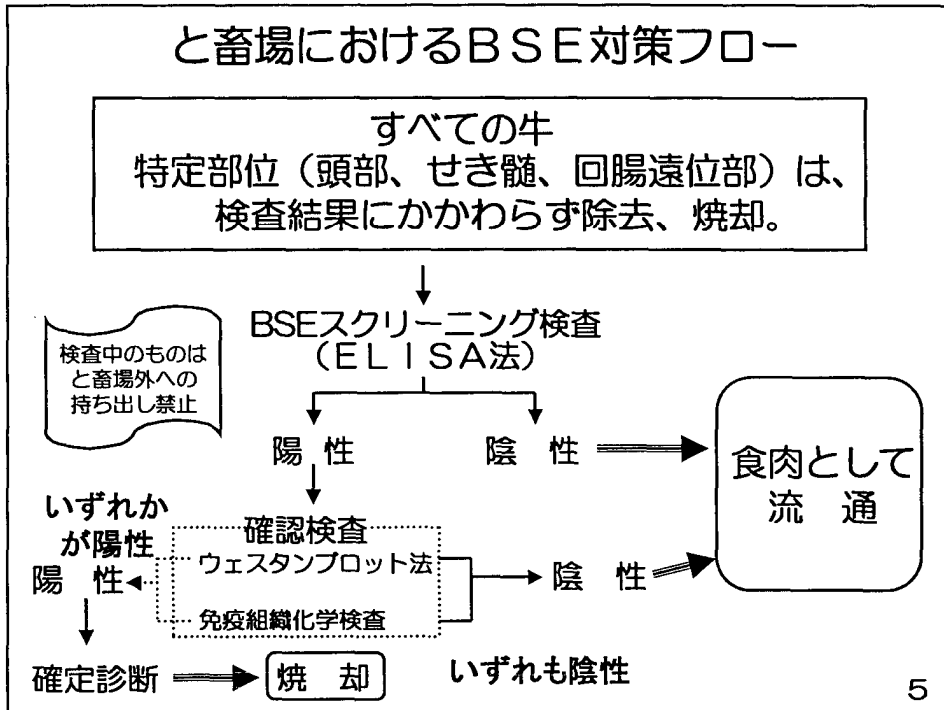 と畜場におけるＢＳＥ対策フロー
すべての牛
特定部位（頭部、せき髄、回腸遠位部）は、
検査結果にかかわらず除去、焼却。
検査中のものは
と畜場外への
持ち出し禁止
BSEスクリーニング検査
（ＥＬＩＳＡ法）
陽 性
陰 性
食肉として
流 通
いずれか
が陽性
確認検査
ウェスタンブロット法
陽 性
陰 性
免疫組織化学検査
確定診断
焼 却
いずれも陰性
5